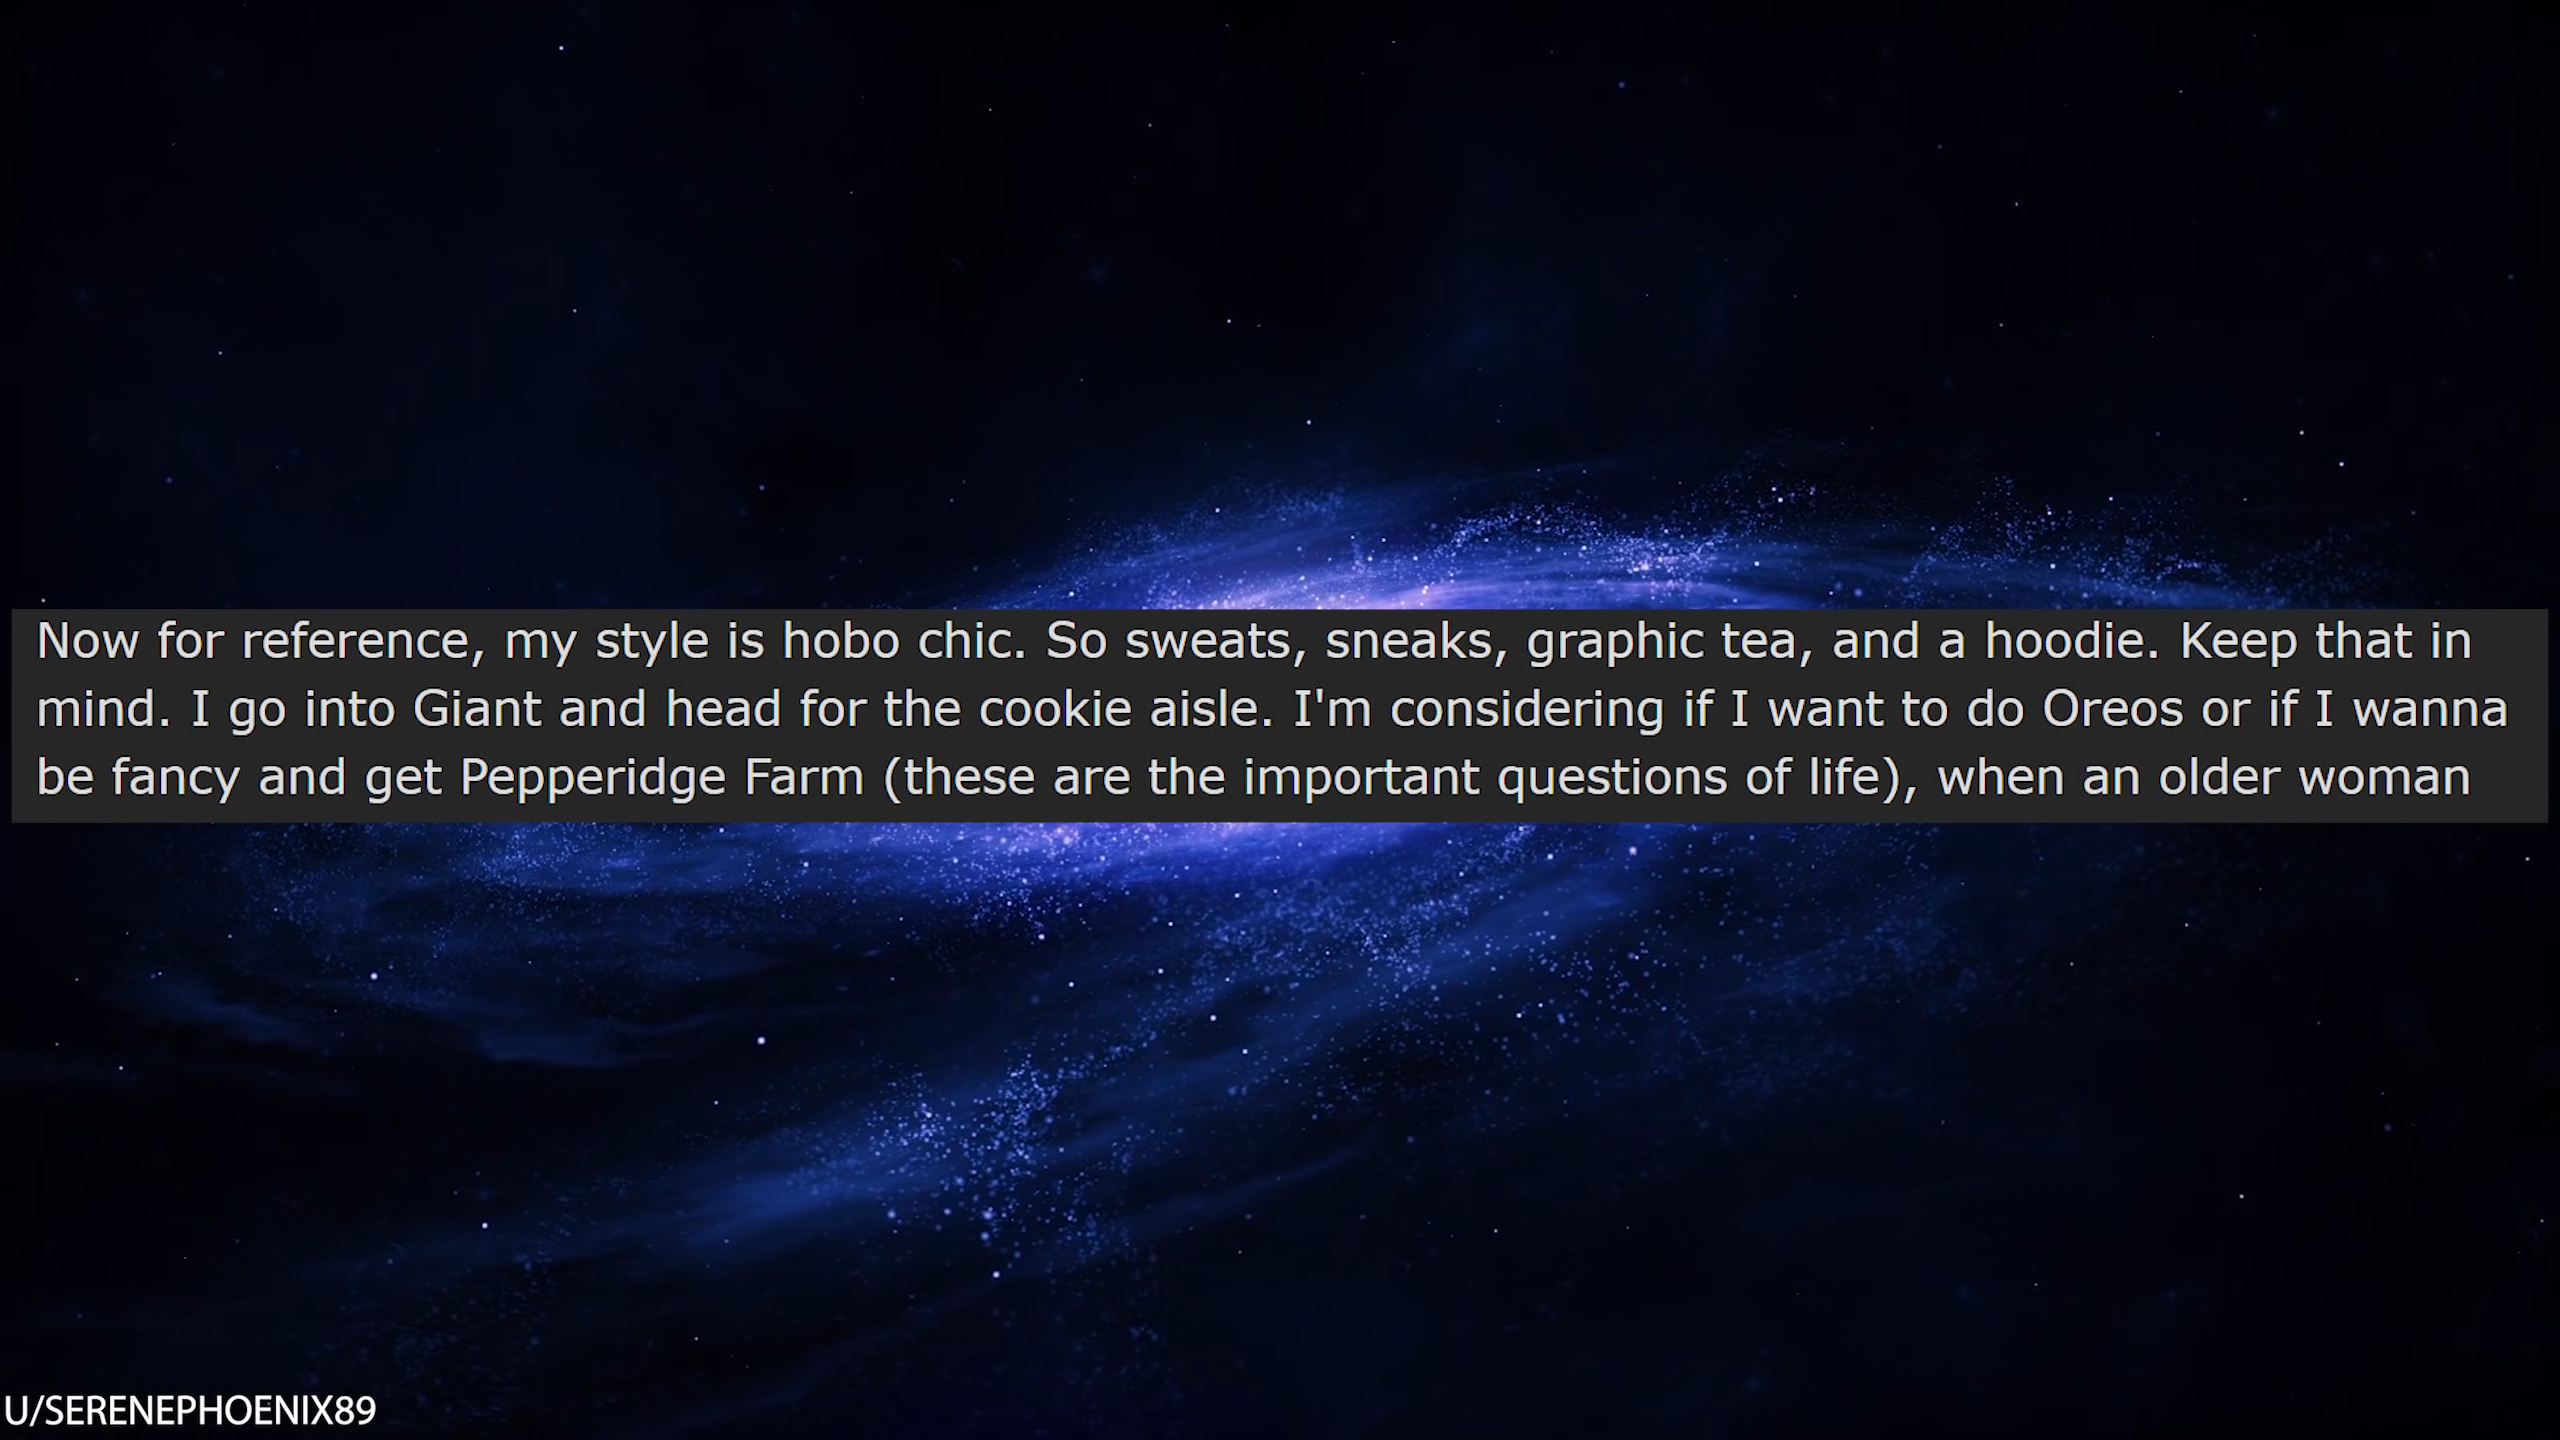 Now for reference, my style is hobo chic. So sweats, sneaks, graphic tea, and a hoodie. Keep that in
mind. I go into Giant and head for the cookie aisle. I'm considering if I want to do Oreos or if I wanna
be fancy and get Pepperidge Farm (these are the important questions of life), when an older woman
U/SERENEPHOENIX89